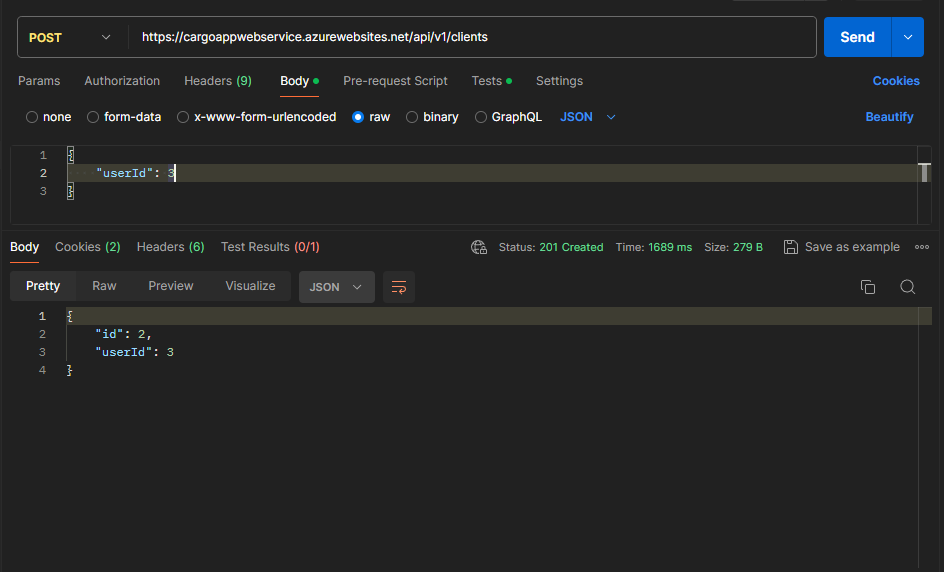 POST https://cargoappwebservice.azurewebsites.net/api/v1/clients Send
Params Authorization Headers (9) Body Pre-request Script Tests Settings Cookies
none form-data x-www-form-urlencoded raw binary GraphQL JSON Beautify
1 {
2 "userId": 3
3 }
Body Cookies (2) Headers (6) Test Results (0/1) Status: 201 Created Time: 1689 ms Size: 279 B Save as example
Pretty Raw Preview Visualize JSON
1 {
2 "id": 2,
3 "userId": 3
4 }